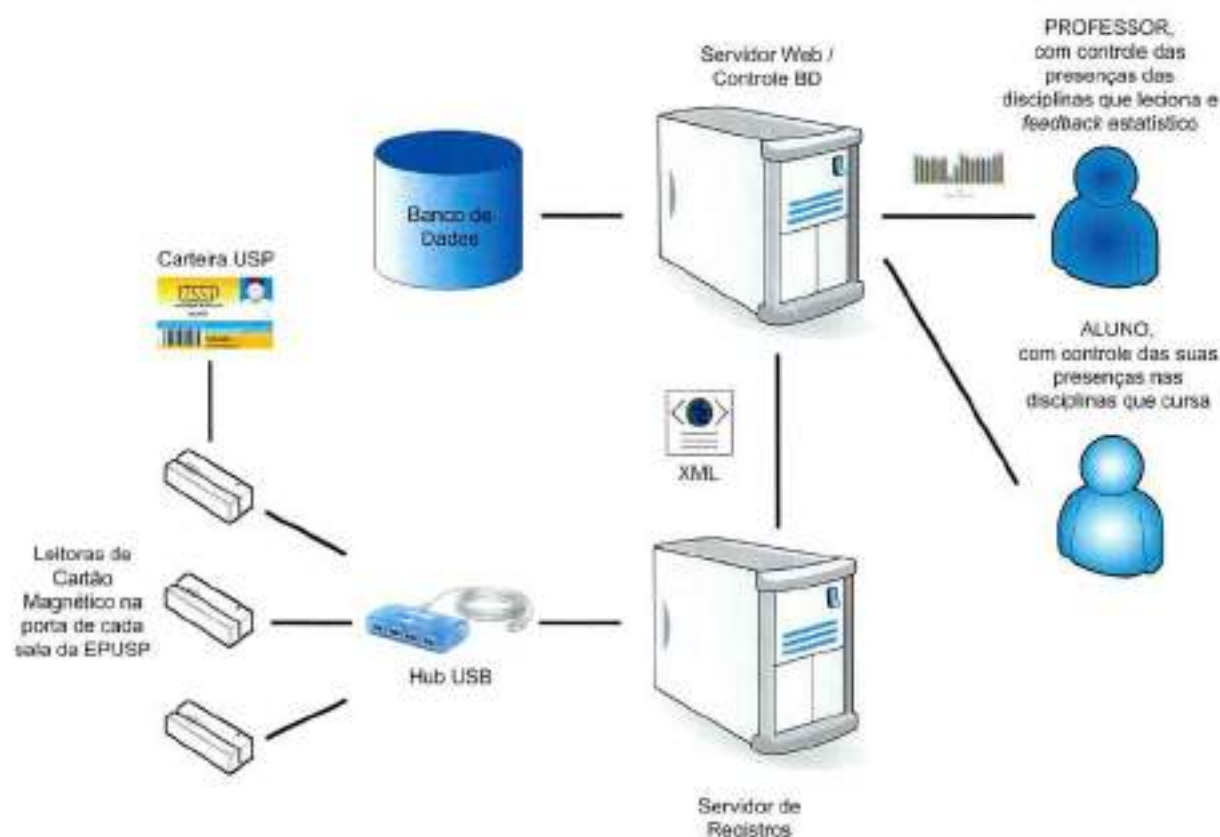 PROFESSOR,
com controle das
presenças das
disciplinas que leciona e
feedback estatístico
Servidor Web /
Controle BD
Banco de
Dados
Carteira USP
ALUNO,
com controle das suas
presenças nas
disciplinas que cursa
XML
Leitoras de
Cartão
Magnético na
porta de cada
sala da EPUSP
Hub USB
Servidor de
Registros